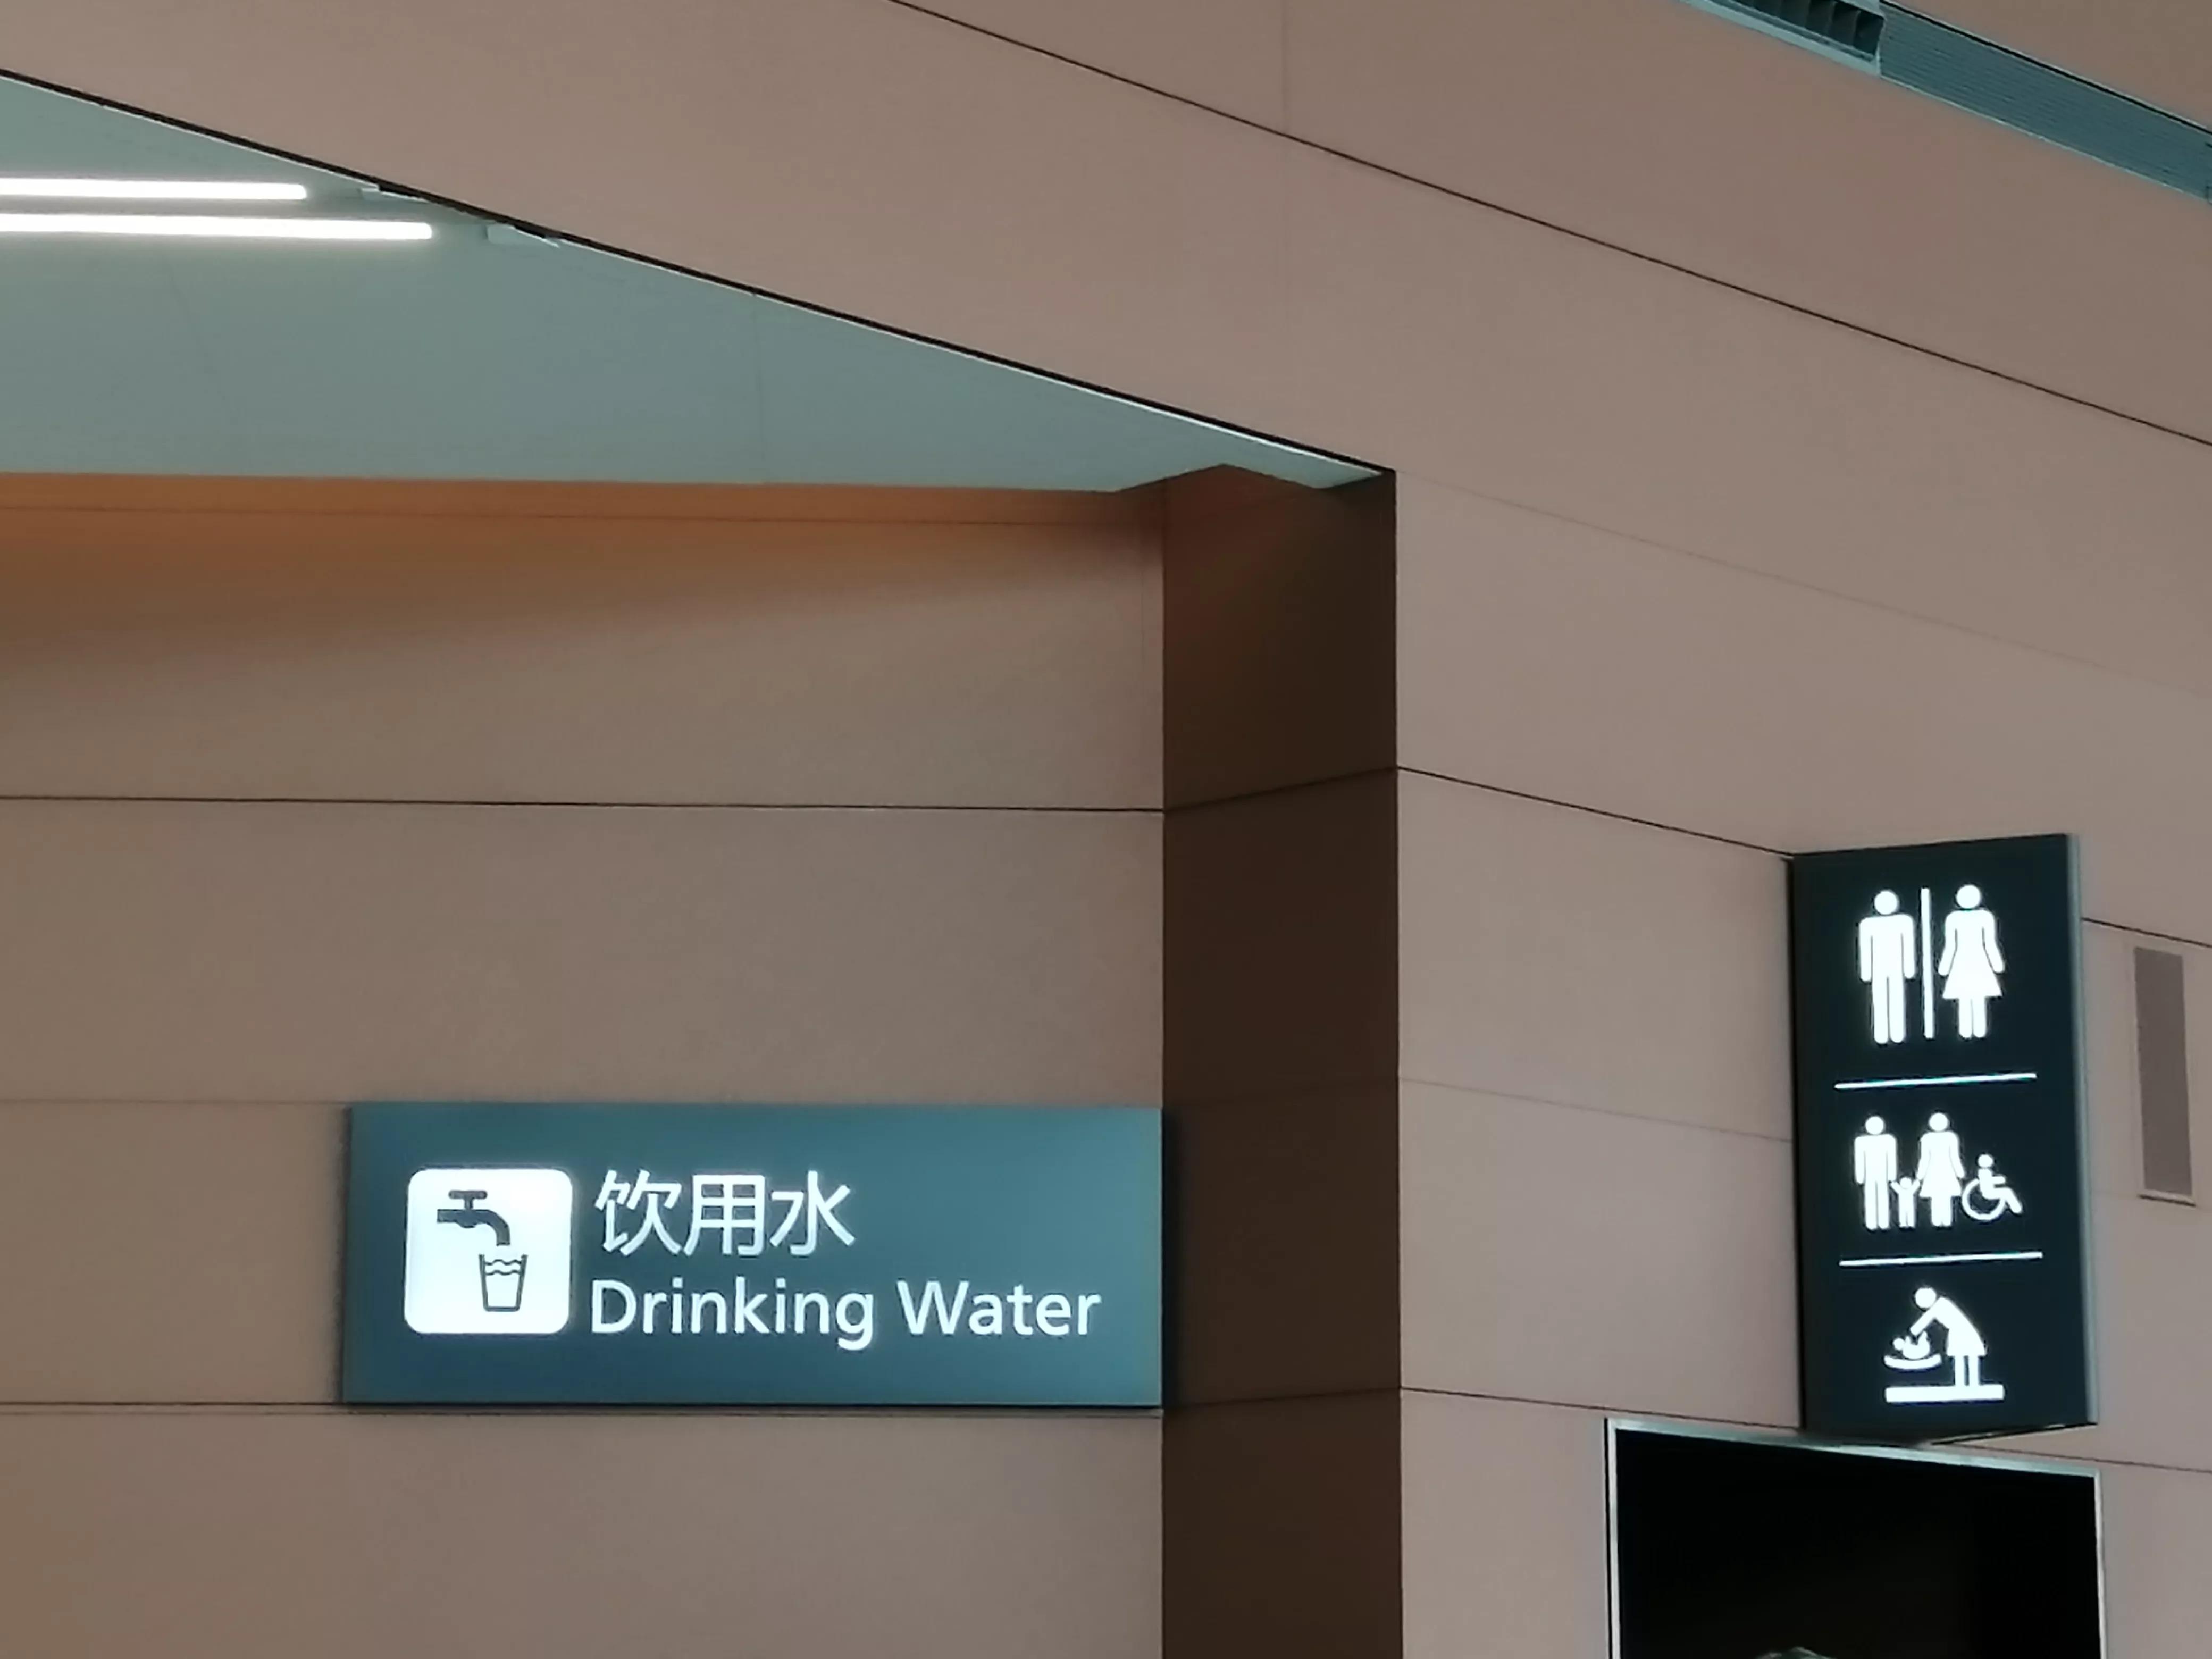 饮用水
Drinking Water